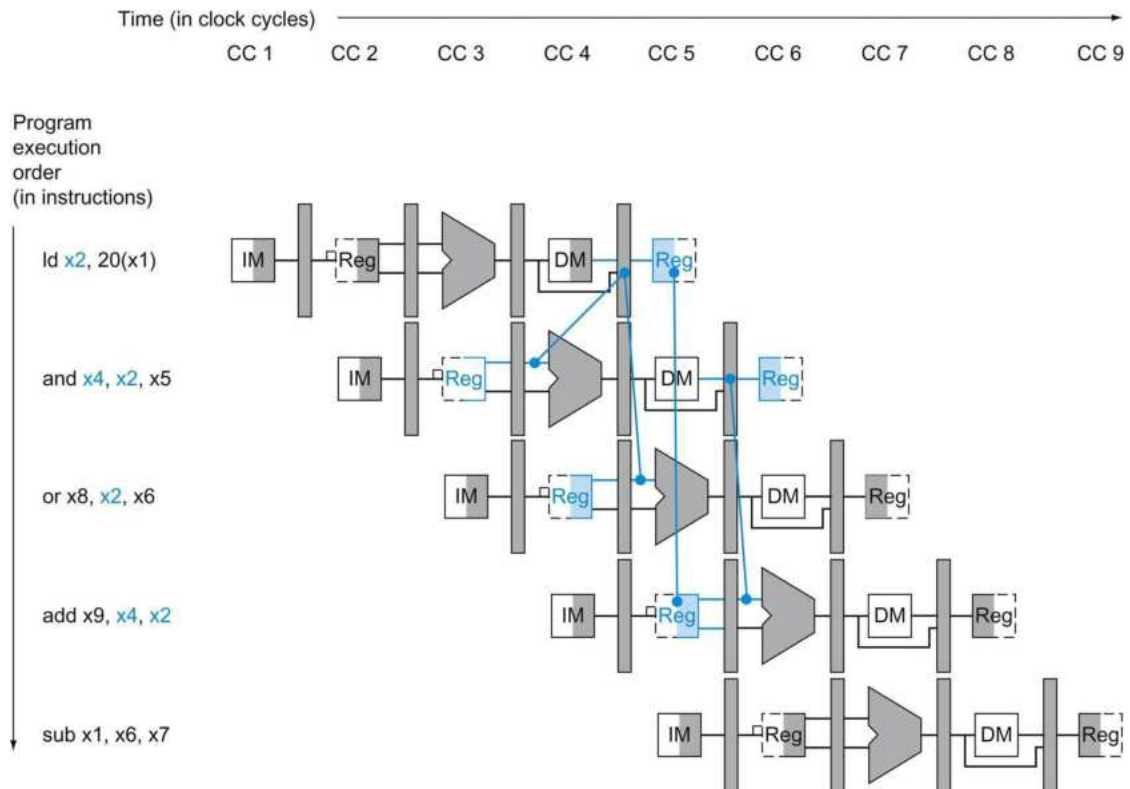 Time (in clock cycles)
CC 1 CC 2 CC 3 CC 4 CC 5 CC 6 CC 7 CC 8 CC 9
Program
execution
order
(in instructions)
ld x2, 20(x1) IM Reg DM Reg
and x4, x2, x5 IM Reg DM Reg
or x8, x2, x6 IM Reg DM Reg
add x9, x4, x2 IM Reg DM Reg
sub x1, x6, x7 IM Reg DM Reg